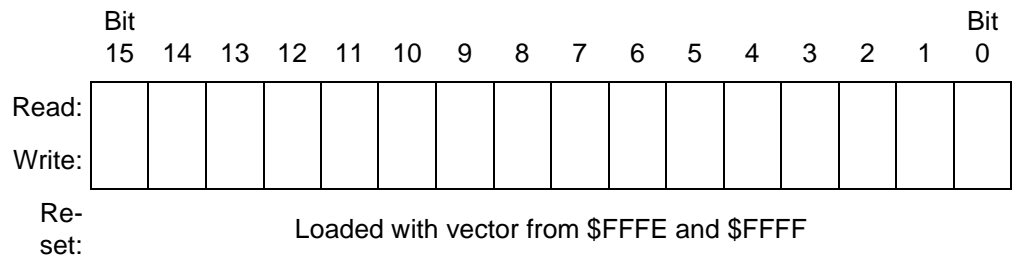 Bit Bit
15 14 13 12 11 10 9 8 7 6 5 4 3 2 1 0
Read:
Write:
Re-
set: Loaded with vector from $FFFE and $FFFF